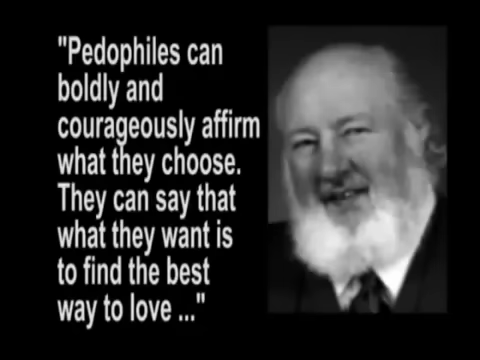 "Pedophiles can
boldly and
courageously affirm
what they choose.
They can say that
what they want is
to find the best
way to love ..."